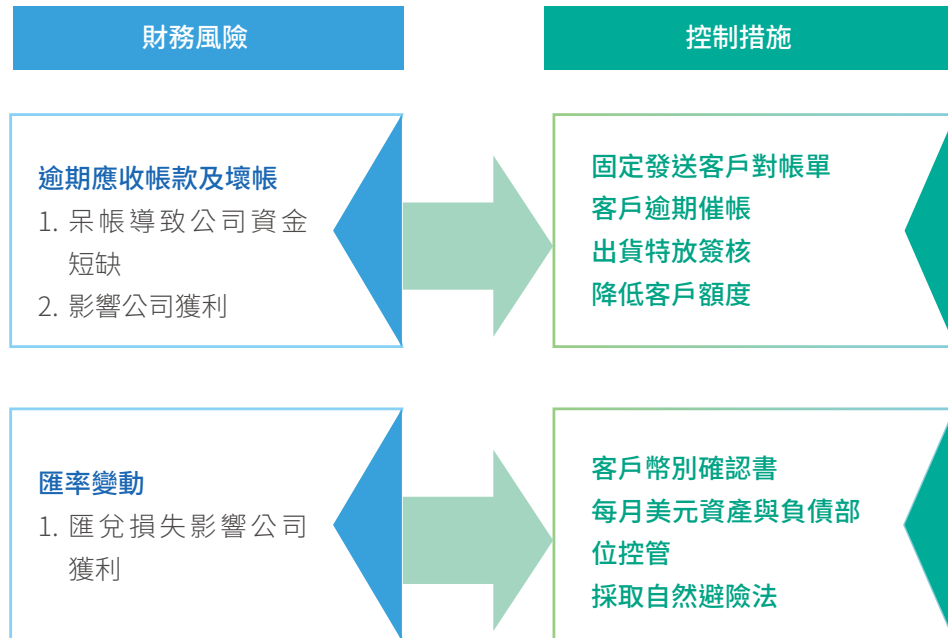 財務風險
控制措施
逾期應收帳款及壞帳
1. 呆帳導致公司資金
短缺
2. 影響公司獲利
固定發送客戶對帳單
客戶逾期催帳
出貨特放簽核
降低客戶額度
匯率變動
1. 匯兌損失影響公司
獲利
客戶幣別確認書
每月美元資產與負債部
位控管
採取自然避險法